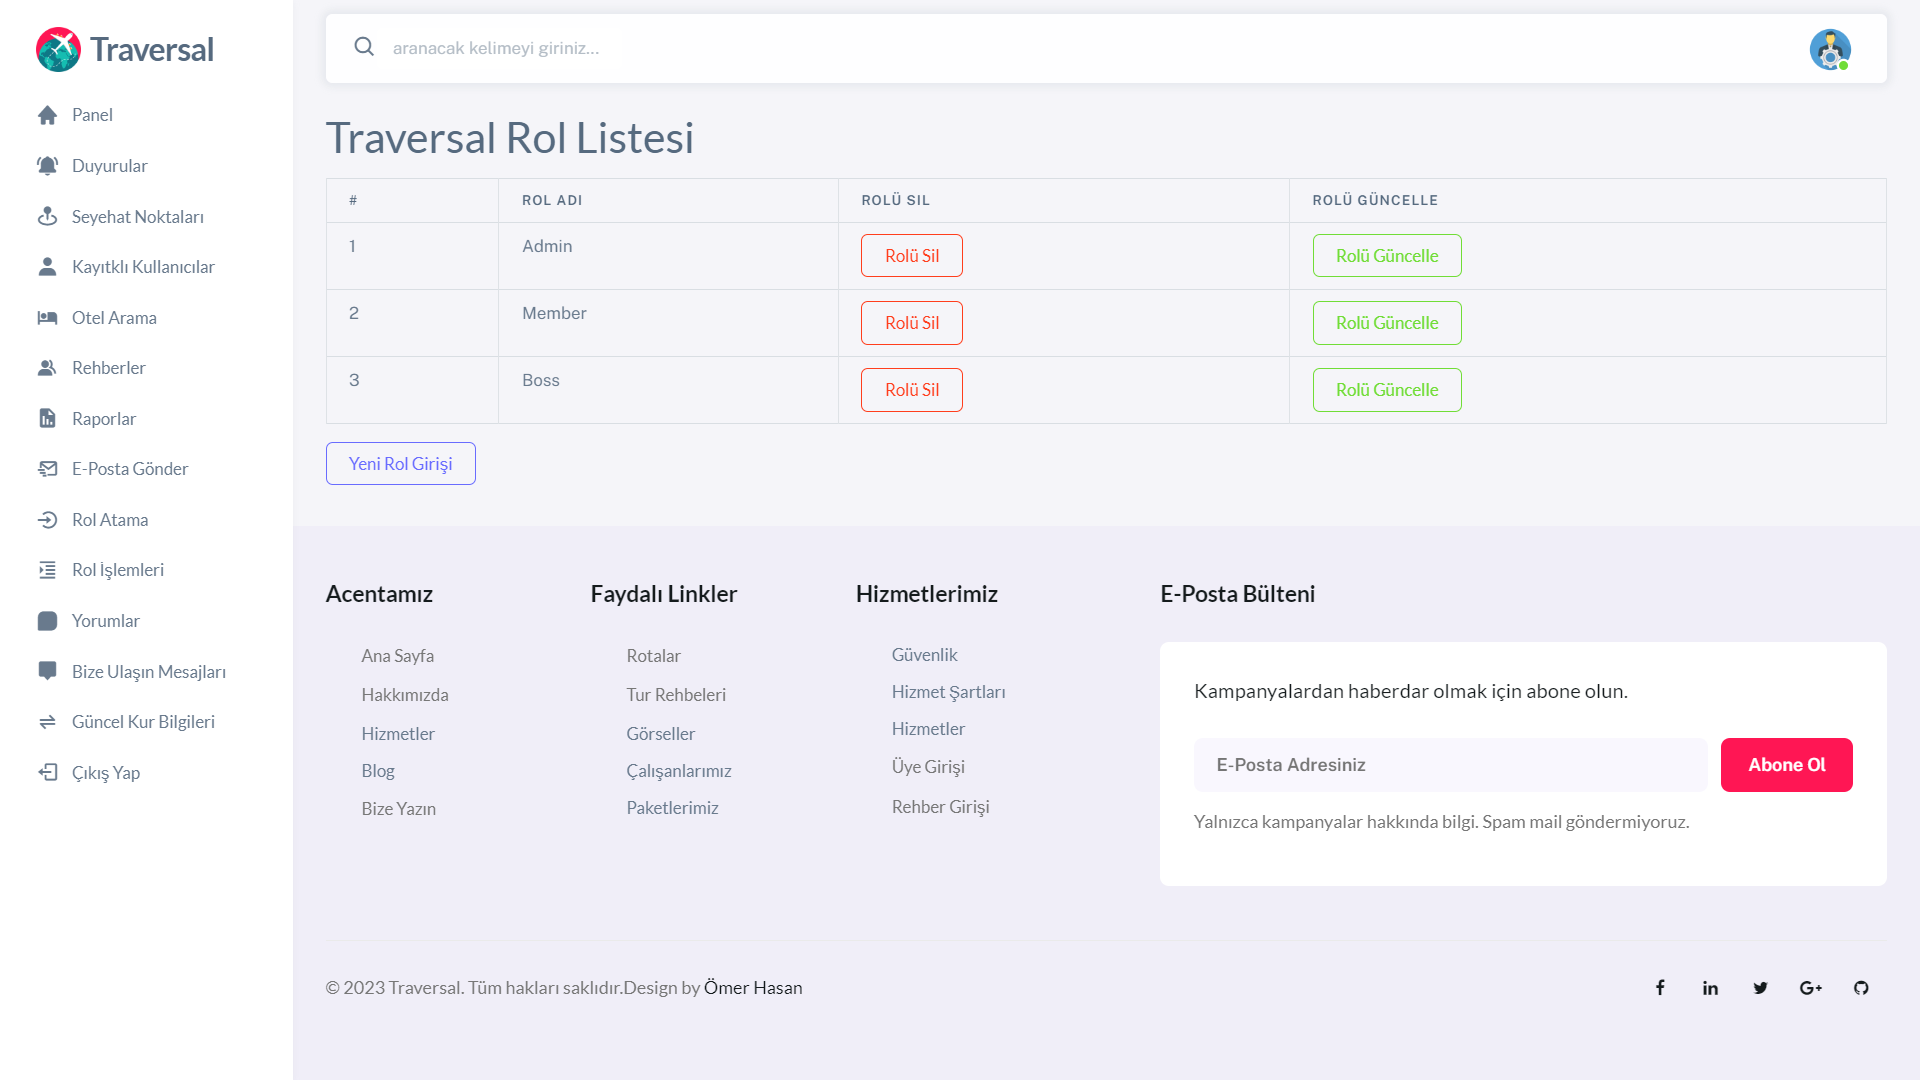 Traversal
Panel
Duyurular
Seyehat Noktaları
Kayıtklı Kullanıcılar
Otel Arama
Rehberler
Raporlar
E-Posta Gönder
Rol Atama
Rol İşlemleri
Yorumlar
Bize Ulaşın Mesajları
Güncel Kur Bilgileri
Çıkış Yap
aranacak kelimeyi giriniz...
Traversal Rol Listesi
# ROL ADI ROLÜ SIL ROLÜ GÜNCELLE
1 Admin Rolü Sil Rolü Güncelle
2 Member Rolü Sil Rolü Güncelle
3 Boss Rolü Sil Rolü Güncelle
Yeni Rol Girişi
Acentamız
Ana Sayfa
Hakkımızda
Hizmetler
Blog
Bize Yazın
Faydalı Linkler
Rotalar
Tur Rehbeleri
Görseller
Çalışanlarımız
Paketlerimiz
Hizmetlerimiz
Güvenlik
Hizmet Şartları
Hizmetler
Üye Girişi
Rehber Girişi
E-Posta Bülteni
Kampanyalardan haberdar olmak için abone olun.
E-Posta Adresiniz Abone Ol
Yalnızca kampanyalar hakkında bilgi. Spam mail göndermiyoruz.
© 2023 Traversal. Tüm hakları saklıdır.Design by Ömer Hasan